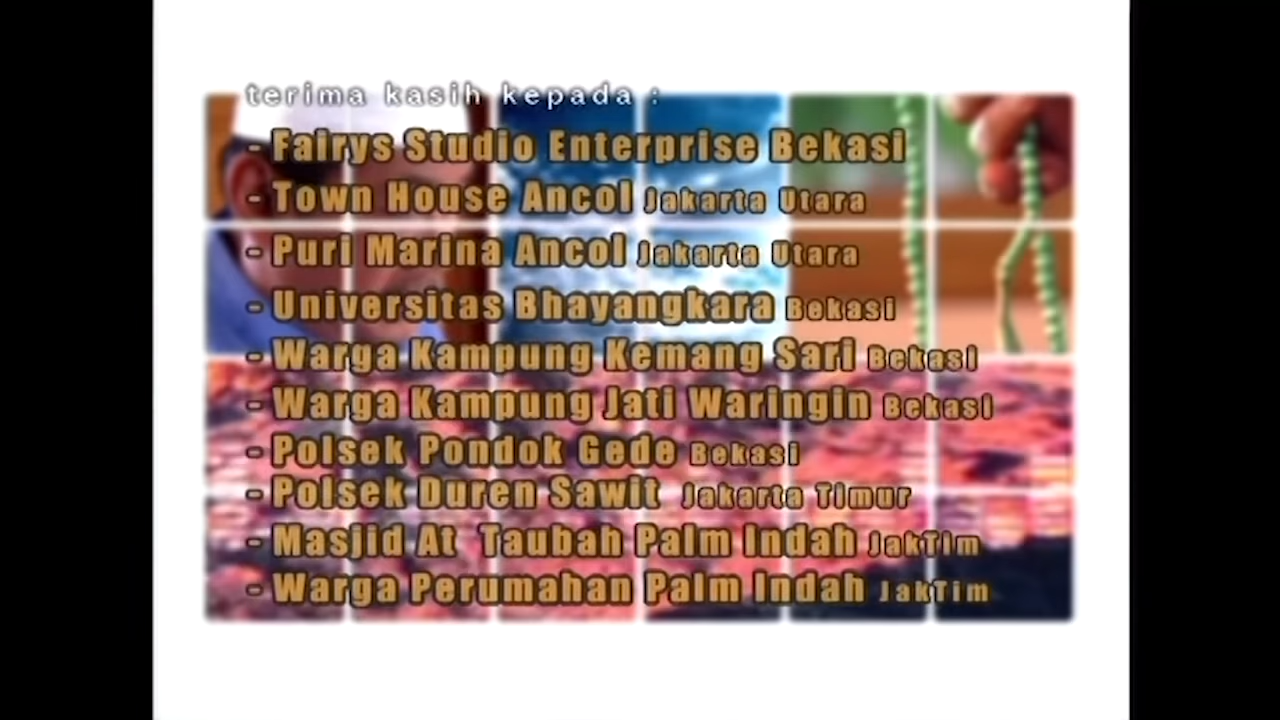 terima kasih kepada :
- Fairys Studio Enterprise Bekasi
- Town House Ancol Jakarta Utara
- Puri Marina Ancol Jakarta Utara
- Universitas Bhayangkara Bekasi
- Warga Kampung Kemang Sari Bekasi
- Warga Kampung Jati Waringin Bekasi
- Polsek Pondok Gede Bekasi
- Polsek Duren Sawit Jakarta Timur
- Masjid At Taubah Palm Indah JakTim
- Warga Perumahan Palm Indah JakTim